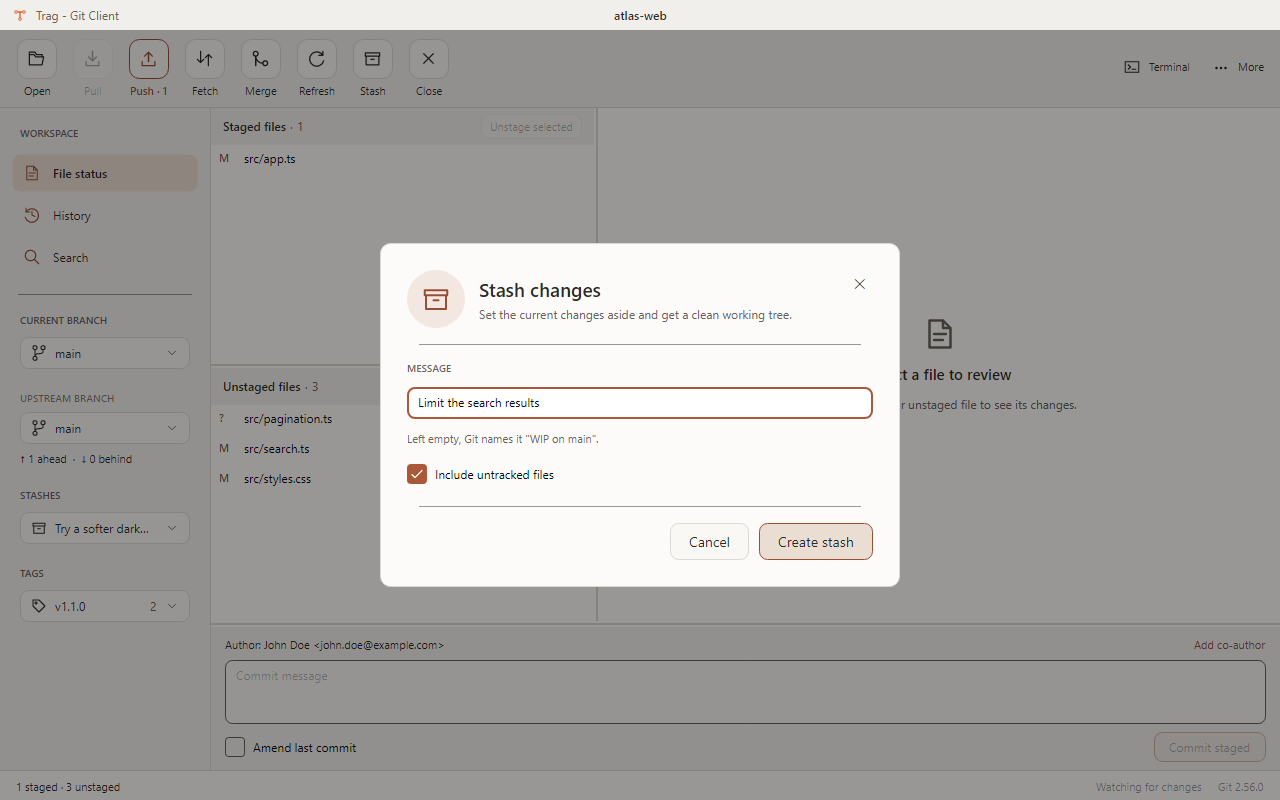 Trag - Git Client
atlas-web
Open
Pull
Push · 1
Fetch
Merge
Refresh
Stash
Close
Terminal
More
WORKSPACE
File status
History
Search
CURRENT BRANCH
main
UPSTREAM BRANCH
main
↑ 1 ahead · ↓ 0 behind
STASHES
Try a softer dark...
TAGS
v1.1.0 2
Staged files · 1
Unstage selected
M src/app.ts
Unstaged files · 3
? src/pagination.ts
M src/search.ts
M src/styles.css
a file to review
unstaged file to see its changes.
Stash changes
Set the current changes aside and get a clean working tree.
MESSAGE
Limit the search results
Left empty, Git names it "WIP on main".
Include untracked files
Cancel
Create stash
Author: John Doe <john.doe@example.com>
Add co-author
Commit message
Amend last commit
Commit staged
1 staged · 3 unstaged
Watching for changes
Git 2.56.0